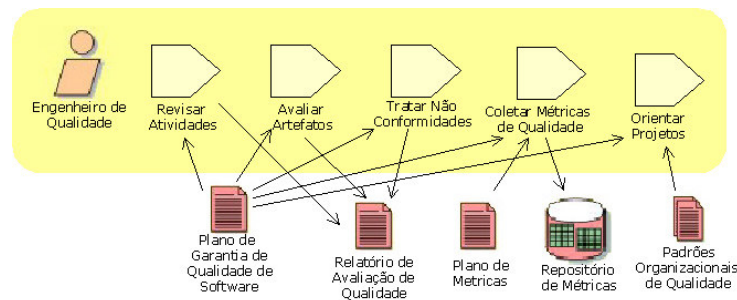 Engenheiro de
Qualidade
Revisar
Atividades
Avaliar
Artefatos
Tratar Não
Conformidades
Coletar Métricas
de Qualidade
Orientar
Projetos
Plano de
Garantia de
Qualidade de
Software
Relatório de
Avaliação de
Qualidade
Plano de
Metricas
Repositório
de Métricas
Padrões
Organizacionais
de Qualidade